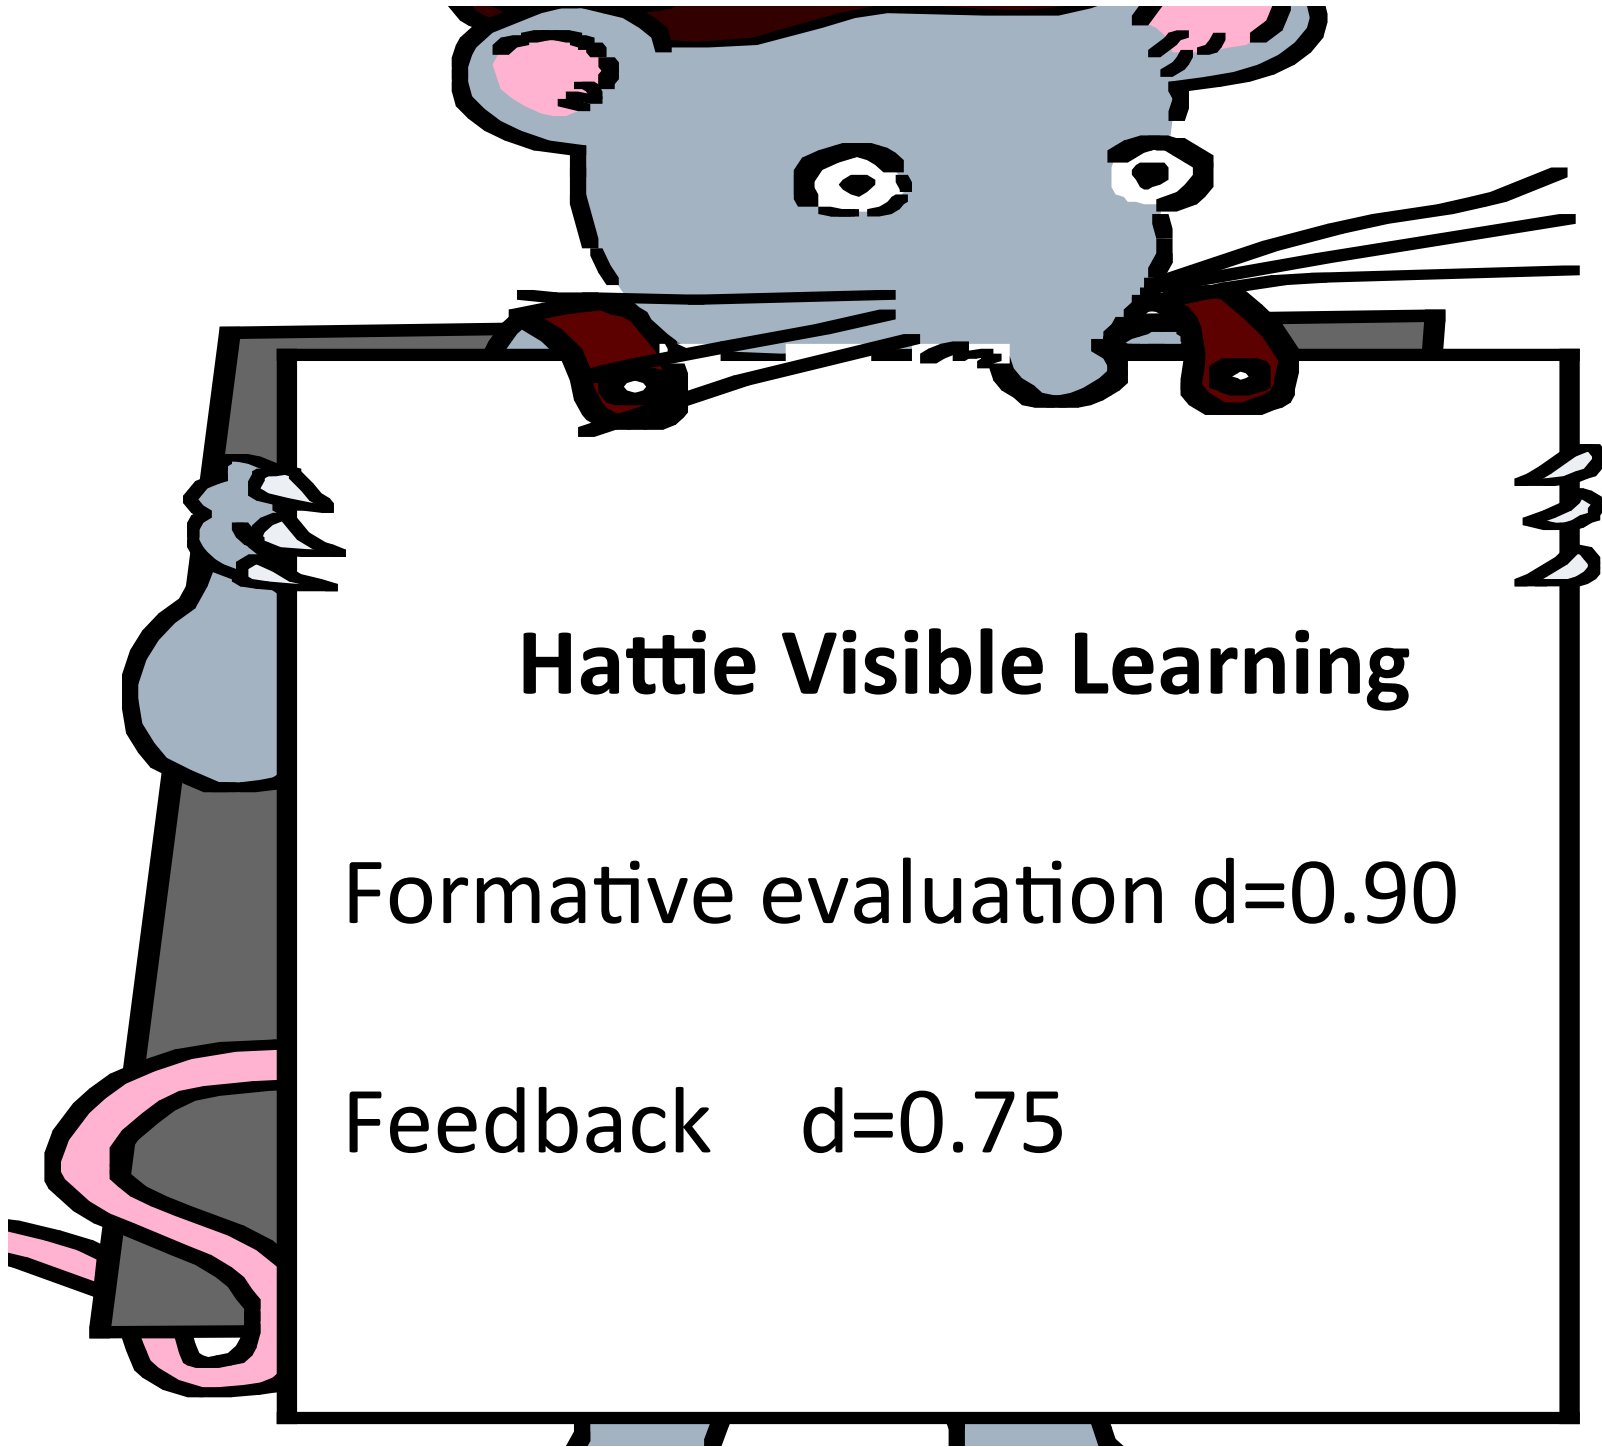 Hattie Visible Learning
Formative evaluation d=0.90
Feedback d=0.75